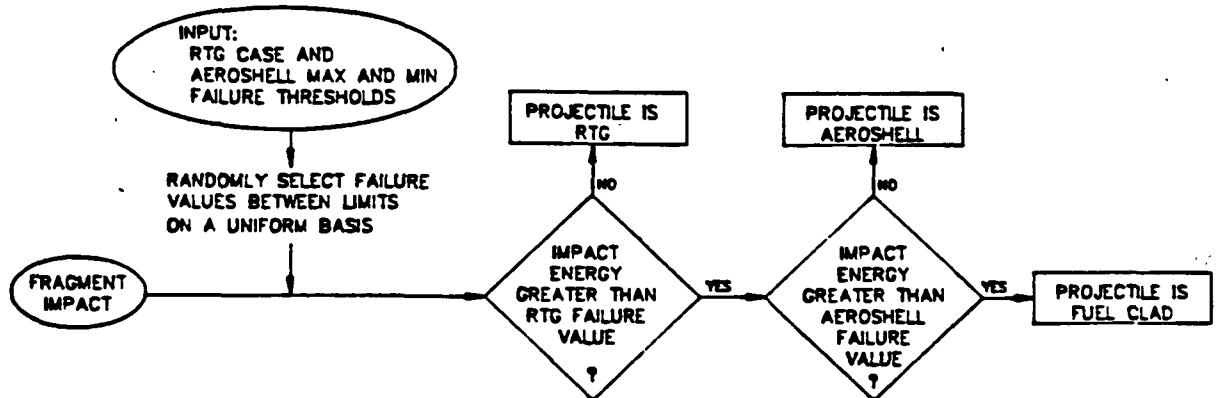 INPUT:
RTG CASE AND
AEROSHELL MAX AND MIN
FAILURE THRESHOLDS
RANDOMLY SELECT FAILURE
VALUES BETWEEN LIMITS
ON A UNIFORM BASIS
FRAGMENT
IMPACT
PROJECTILE IS
RTG
NO
IMPACT
ENERGY
GREATER THAN
RTG FAILURE
VALUE
?
YES
PROJECTILE IS
AEROSHELL
NO
IMPACT
ENERGY
GREATER THAN
AEROSHELL
FAILURE
VALUE
?
YES
PROJECTILE IS
FUEL CLAD